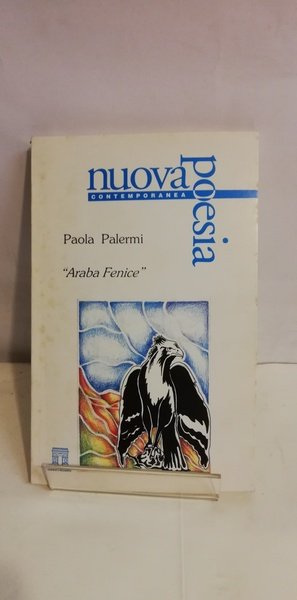 nuova
CONTEMPORANEA
poesia
Paola Palermi
“Araba Fenice”